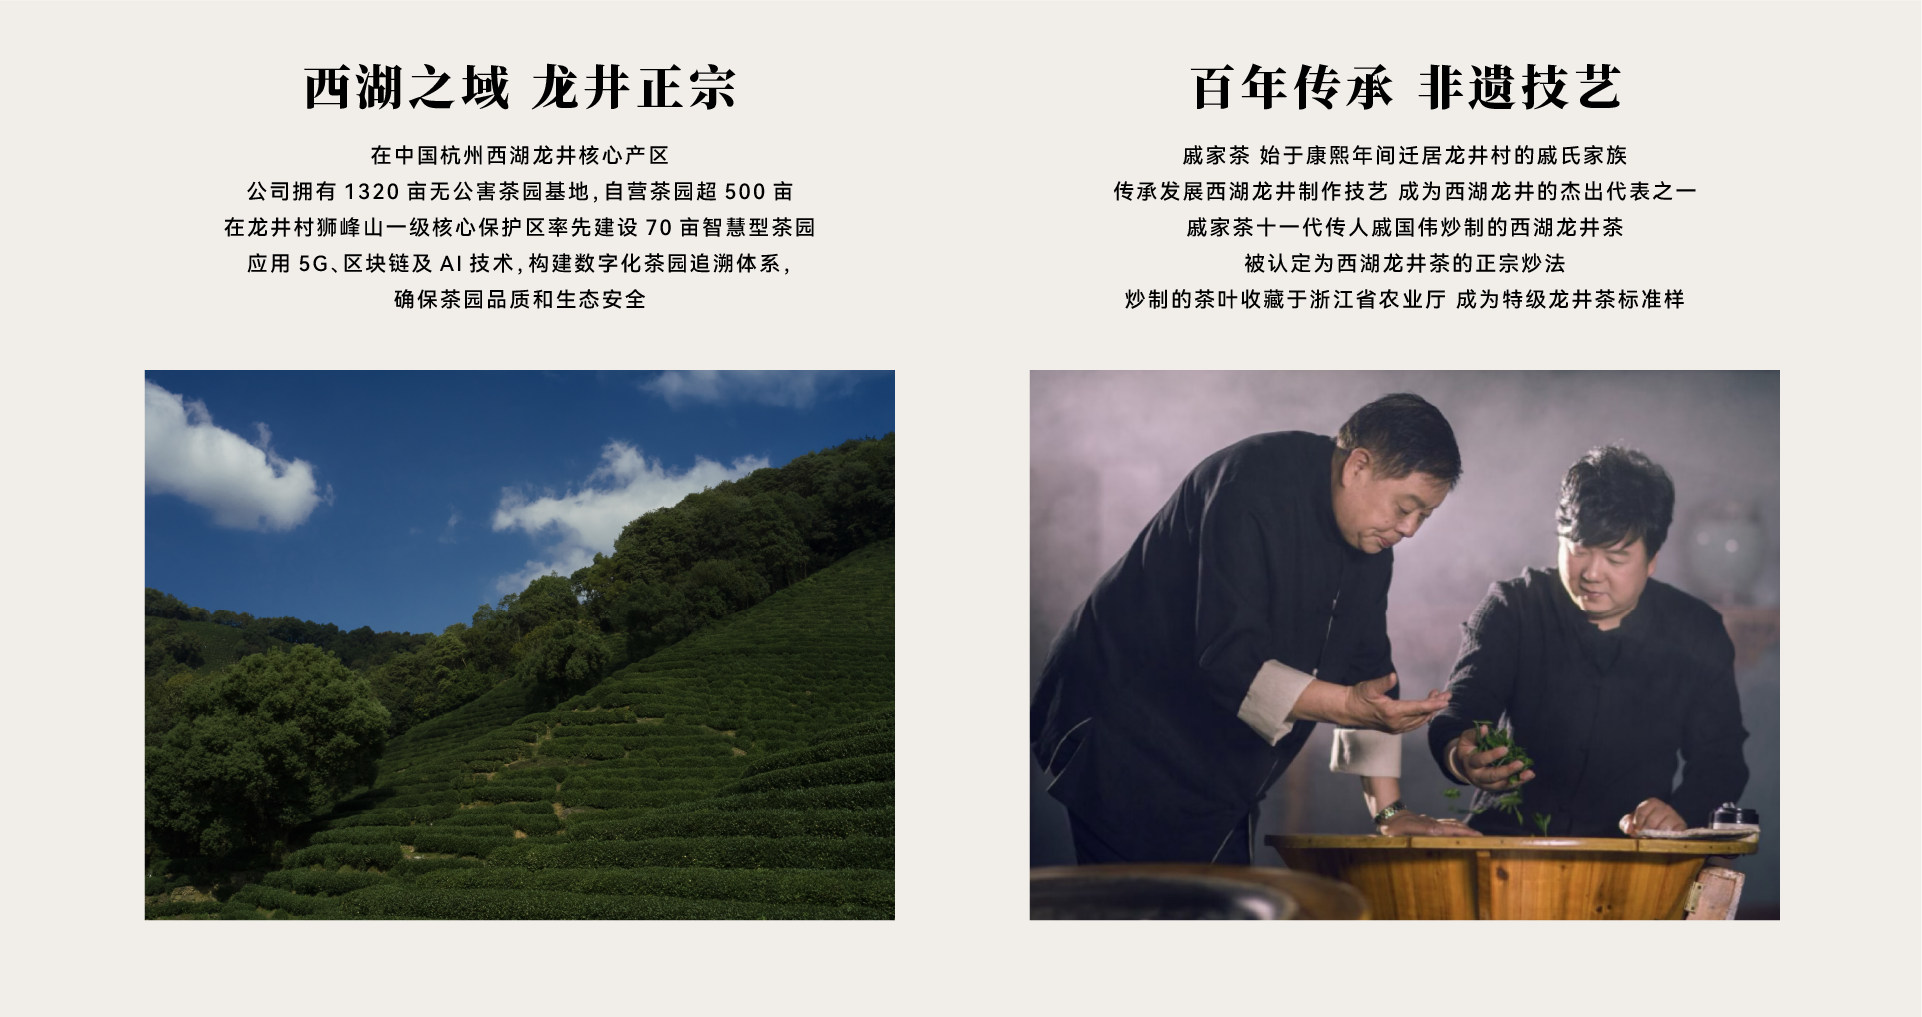 西湖之域 龙井正宗
在中国杭州西湖龙井核心产区
公司拥有 1320 亩无公害茶园基地,自营茶园超 500 亩
在龙井村狮峰山一级核心保护区率先建设 70 亩智慧型茶园
应用 5G、区块链及 AI 技术,构建数字化茶园追溯体系,
确保茶园品质和生态安全
百年传承 非遗技艺
戚家茶 始于康熙年间迁居龙井村的戚氏家族
传承发展西湖龙井制作技艺 成为西湖龙井的杰出代表之一
戚家茶十一代传人戚国伟炒制的西湖龙井茶
被认定为西湖龙井茶的正宗炒法
炒制的茶叶收藏于浙江省农业厅 成为特级龙井茶标准样